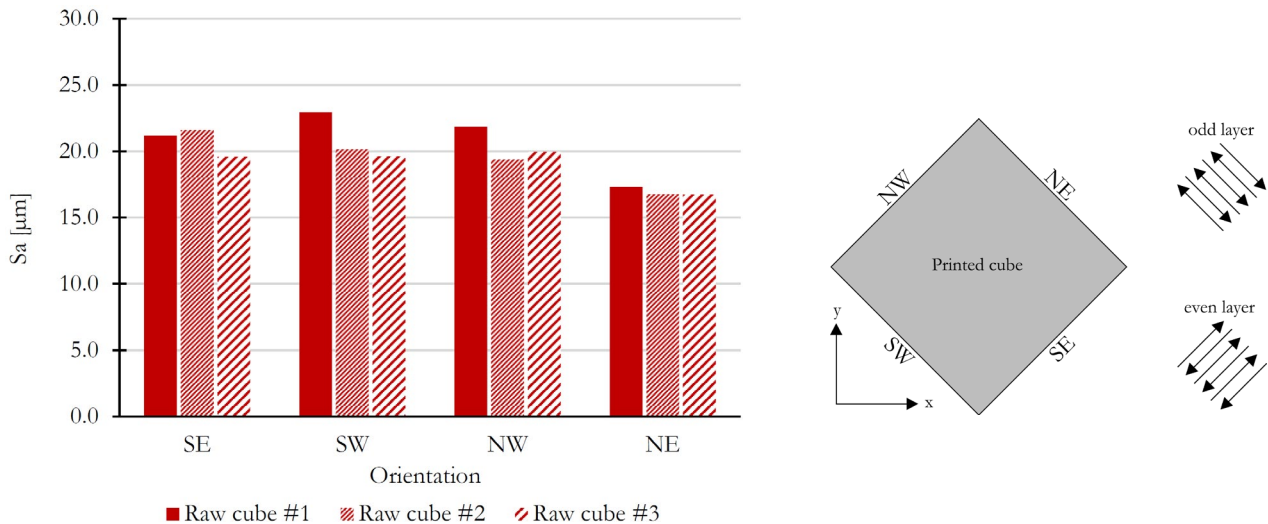 30.0
25.0
20.0
15.0
10.0
5.0
0.0
Sa [µm]
SE SW NW NE
Orientation
Raw cube #1 Raw cube #2 Raw cube #3
NW
NE
Printed cube
SW
SE
y
x
odd layer
even layer